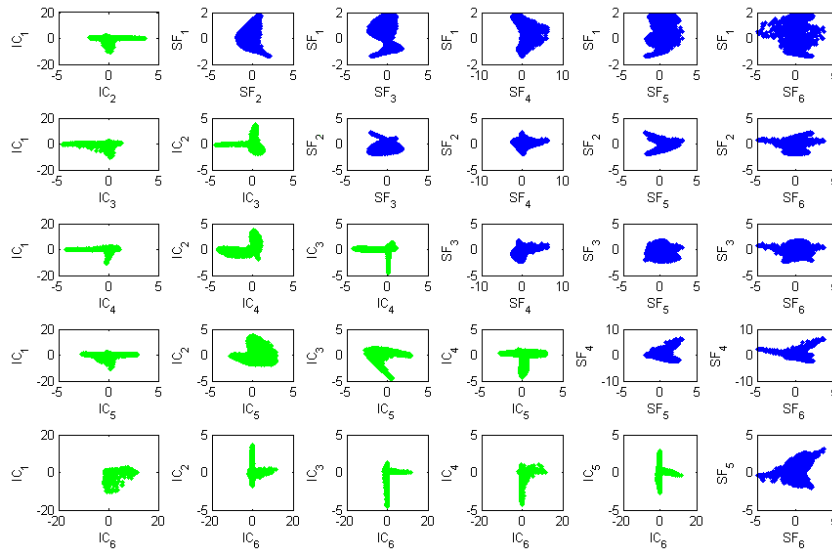 20 2 2 2 2 2
IC1 0 SF1 0 SF1 0 SF1 0 SF1 0 SF1 0
-20 -2 -2 -2 -2 -2
-5 0 5 -5 0 5 -5 0 5 -10 0 10 -5 0 5 -5 0
IC2 SF2 SF3 SF4 SF5 SF6
20 5 5 5 5 5
IC1 0 IC2 0 SF2 0 SF2 0 SF2 0 SF2 0
-20 -5 -5 -5 -5 -5
-5 0 5 -5 0 5 -5 0 5 -10 0 10 -5 0 5 -5 0
IC3 IC3 SF3 SF4 SF5 SF6
20 5 5 5 5 5
IC1 0 IC2 0 IC3 0 SF3 0 SF3 0 SF3 0
-20 -5 -5 -5 -5 -5
-5 0 5 -5 0 5 -5 0 5 -10 0 10 -5 0 5 -5 0
IC4 IC4 IC4 SF4 SF5 SF6
20 5 5 5 10 10
IC1 0 IC2 0 IC3 0 IC4 0 SF4 0 SF4 0
-20 -5 -5 -5 -10 -10
-5 0 5 -5 0 5 -5 0 5 -5 0 5 -5 0 5 -5 0
IC5 IC5 IC5 IC5 SF5 SF6
20 5 5 5 5 5
IC1 0 IC2 0 IC3 0 IC4 0 IC5 0 SF5 0
-20 -5 -5 -5 -5 -5
-20 0 20 -20 0 20 -20 0 20 -20 0 20 -20 0 20 -5 0
IC6 IC6 IC6 IC6 IC6 SF6